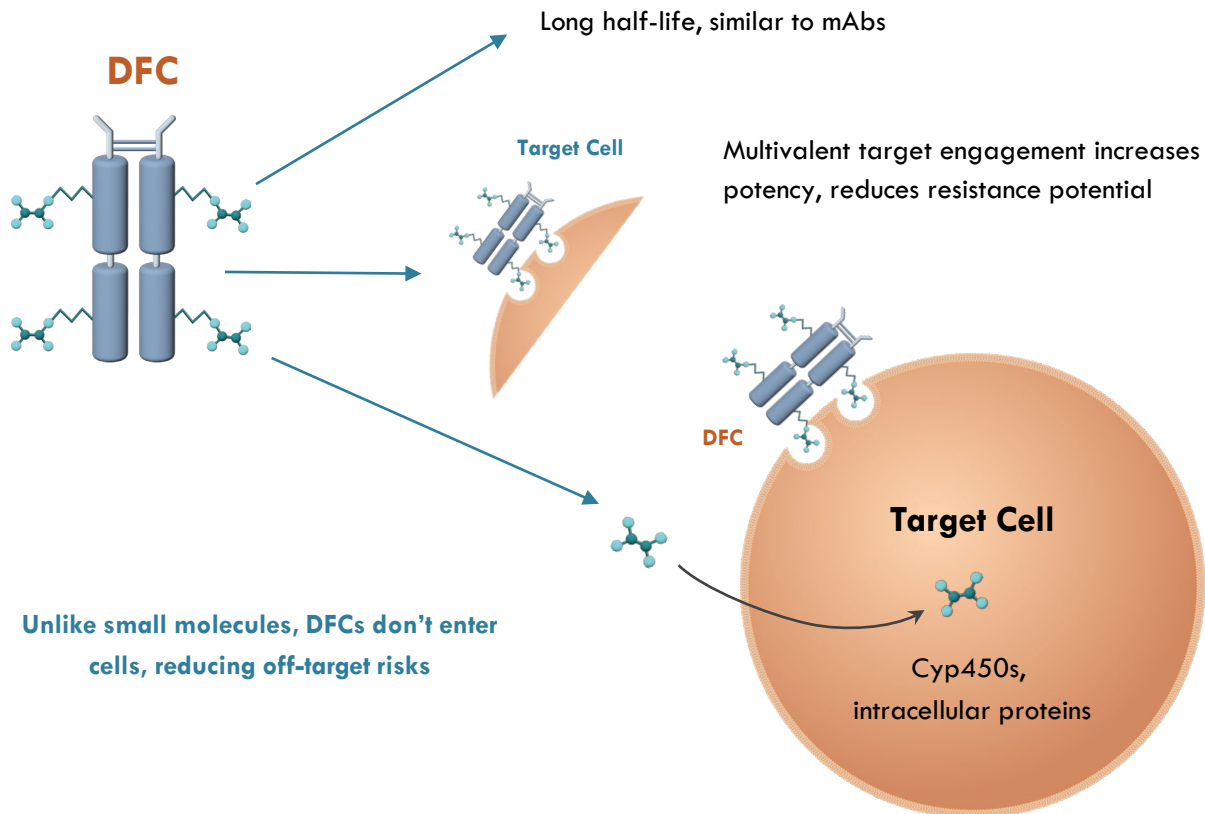 Long half-life, similar to mAbs
DFC
Target Cell
Multivalent target engagement increases
potency, reduces resistance potential
DFC
Target Cell
Unlike small molecules, DFCs don’t enter
cells, reducing off-target risks
Cyp450s,
intracellular proteins